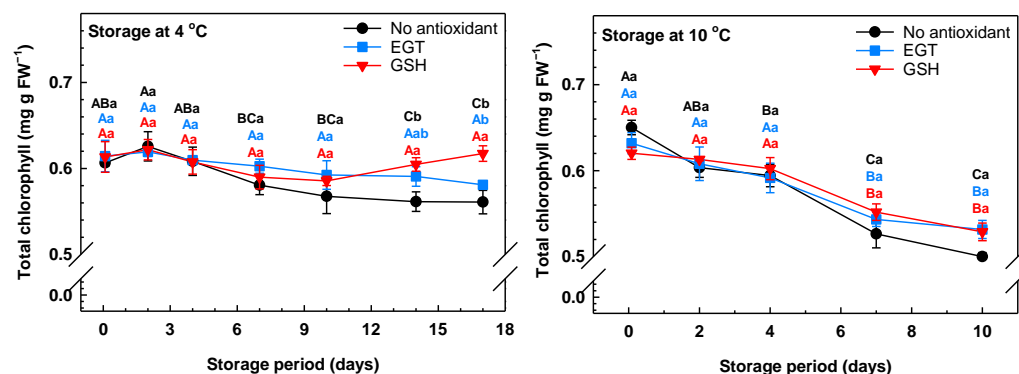 Storage at 4 °C
No antioxidant
EGT
GSH
Total chlorophyll (mg g FW⁻¹)
0.7
0.6
0.5
0.0
ABa
Aa
Aa
Aa
Aa
Aa
ABa
Aa
Aa
BCa
Aa
Aa
BCa
Aa
Aa
Cb
Aab
Aa
Cb
Ab
Aa
0 3 6 9 12 15 18
Storage period (days)
Storage at 10 °C
No antioxidant
EGT
GSH
Total chlorophyll (mg g FW⁻¹)
0.7
0.6
0.5
0.0
Aa
Aa
Aa
ABa
Aa
Aa
Ba
Aa
Aa
Ca
Ba
Ba
Ca
Ba
Ba
0 2 4 6 8 10
Storage period (days)